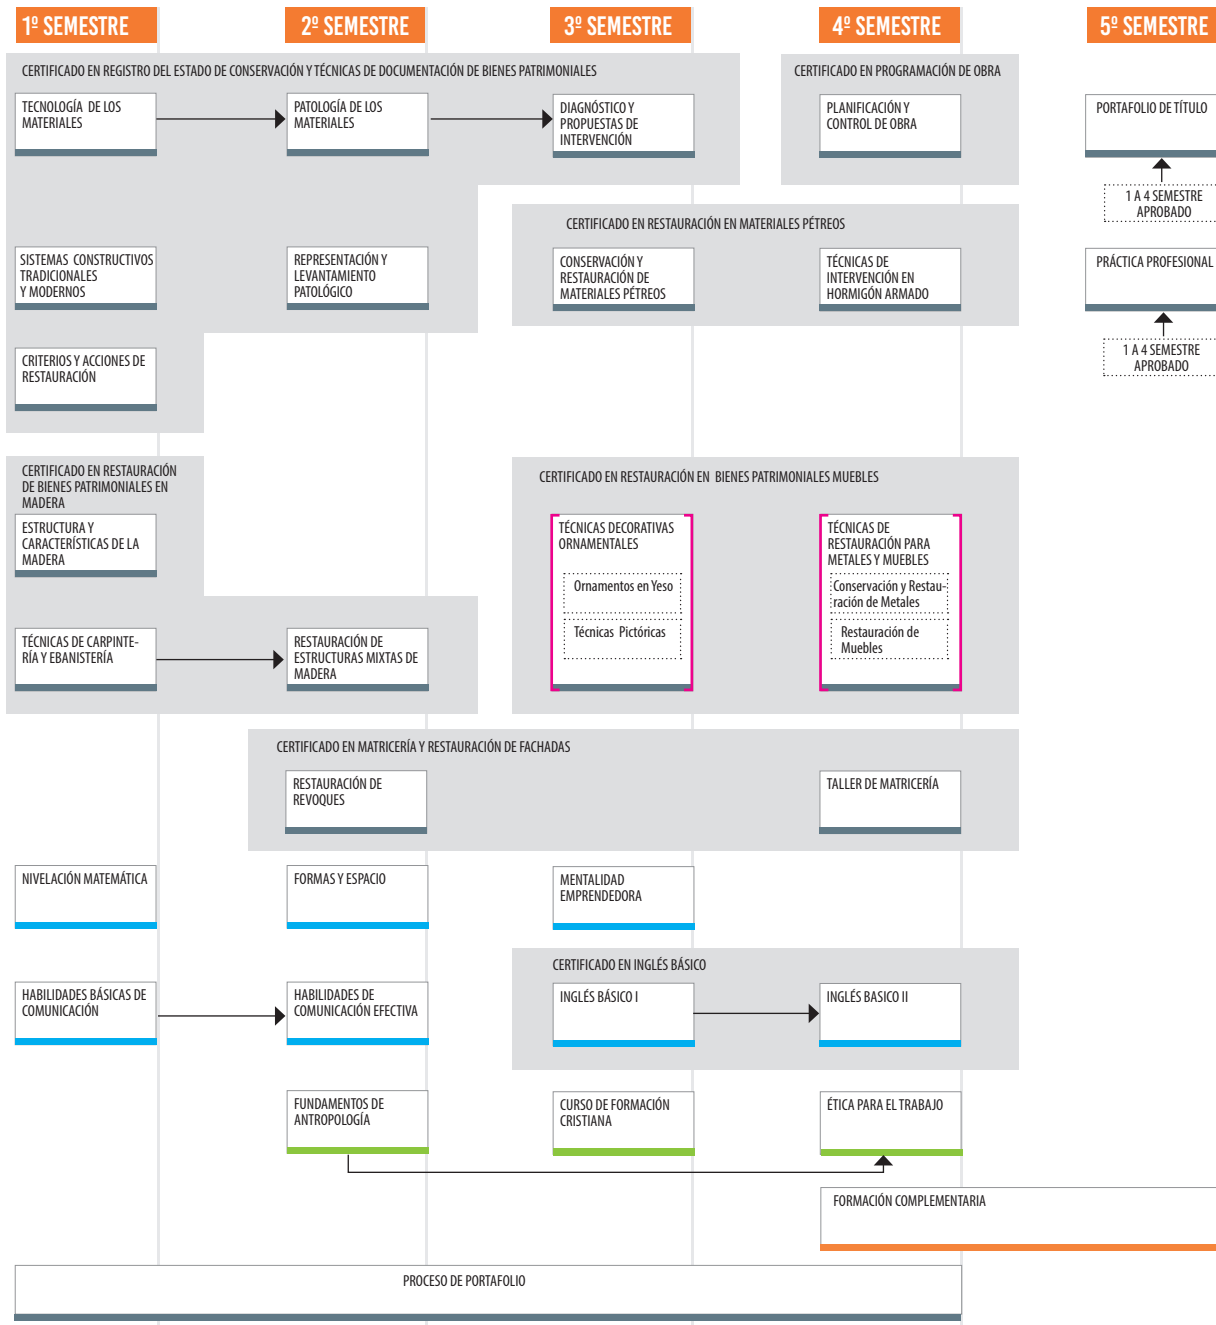 1º SEMESTRE
2º SEMESTRE
3º SEMESTRE
4º SEMESTRE
5º SEMESTRE
CERTIFICADO EN REGISTRO DEL ESTADO DE CONSERVACIÓN Y TÉCNICAS DE DOCUMENTACIÓN DE BIENES PATRIMONIALES
CERTIFICADO EN PROGRAMACIÓN DE OBRA
TECNOLOGÍA DE LOS
MATERIALES
PATOLOGÍA DE LOS
MATERIALES
DIAGNÓSTICO Y
PROPUESTAS DE
INTERVENCIÓN
PLANIFICACIÓN Y
CONTROL DE OBRA
PORTAFOLIO DE TÍTULO
1 A 4 SEMESTRE
APROBADO
CERTIFICADO EN RESTAURACIÓN EN MATERIALES PÉTREOS
SISTEMAS CONSTRUCTIVOS
TRADICIONALES
Y MODERNOS
REPRESENTACIÓN Y
LEVANTAMIENTO
PATOLÓGICO
CONSERVACIÓN Y
RESTAURACIÓN DE
MATERIALES PÉTREOS
TÉCNICAS DE
INTERVENCIÓN EN
HORMIGÓN ARMADO
PRÁCTICA PROFESIONAL
1 A 4 SEMESTRE
APROBADO
CRITERIOS Y ACCIONES DE
RESTAURACIÓN
CERTIFICADO EN RESTAURACIÓN
DE BIENES PATRIMONIALES EN
MADERA
CERTIFICADO EN RESTAURACIÓN EN BIENES PATRIMONIALES MUEBLES
ESTRUCTURA Y
CARACTERÍSTICAS DE LA
MADERA
TÉCNICAS DECORATIVAS
ORNAMENTALES
Ornamentos en Yeso
Técnicas Pictóricas
TÉCNICAS DE
RESTAURACIÓN PARA
METALES Y MUEBLES
Conservación y Restau-
ración de Metales
Restauración de
Muebles
TÉCNICAS DE CARPINTE-
RÍA Y EBANISTERÍA
RESTAURACIÓN DE
ESTRUCTURAS MIXTAS DE
MADERA
CERTIFICADO EN MATRICERÍA Y RESTAURACIÓN DE FACHADAS
RESTAURACIÓN DE
REVOQUES
TALLER DE MATRICERÍA
NIVELACIÓN MATEMÁTICA
FORMAS Y ESPACIO
MENTALIDAD
EMPRENDEDORA
CERTIFICADO EN INGLÉS BÁSICO
HABILIDADES BÁSICAS DE
COMUNICACIÓN
HABILIDADES DE
COMUNICACIÓN EFECTIVA
INGLÉS BÁSICO I
INGLÉS BASICO II
FUNDAMENTOS DE
ANTROPOLOGÍA
CURSO DE FORMACIÓN
CRISTIANA
ÉTICA PARA EL TRABAJO
FORMACIÓN COMPLEMENTARIA
PROCESO DE PORTAFOLIO